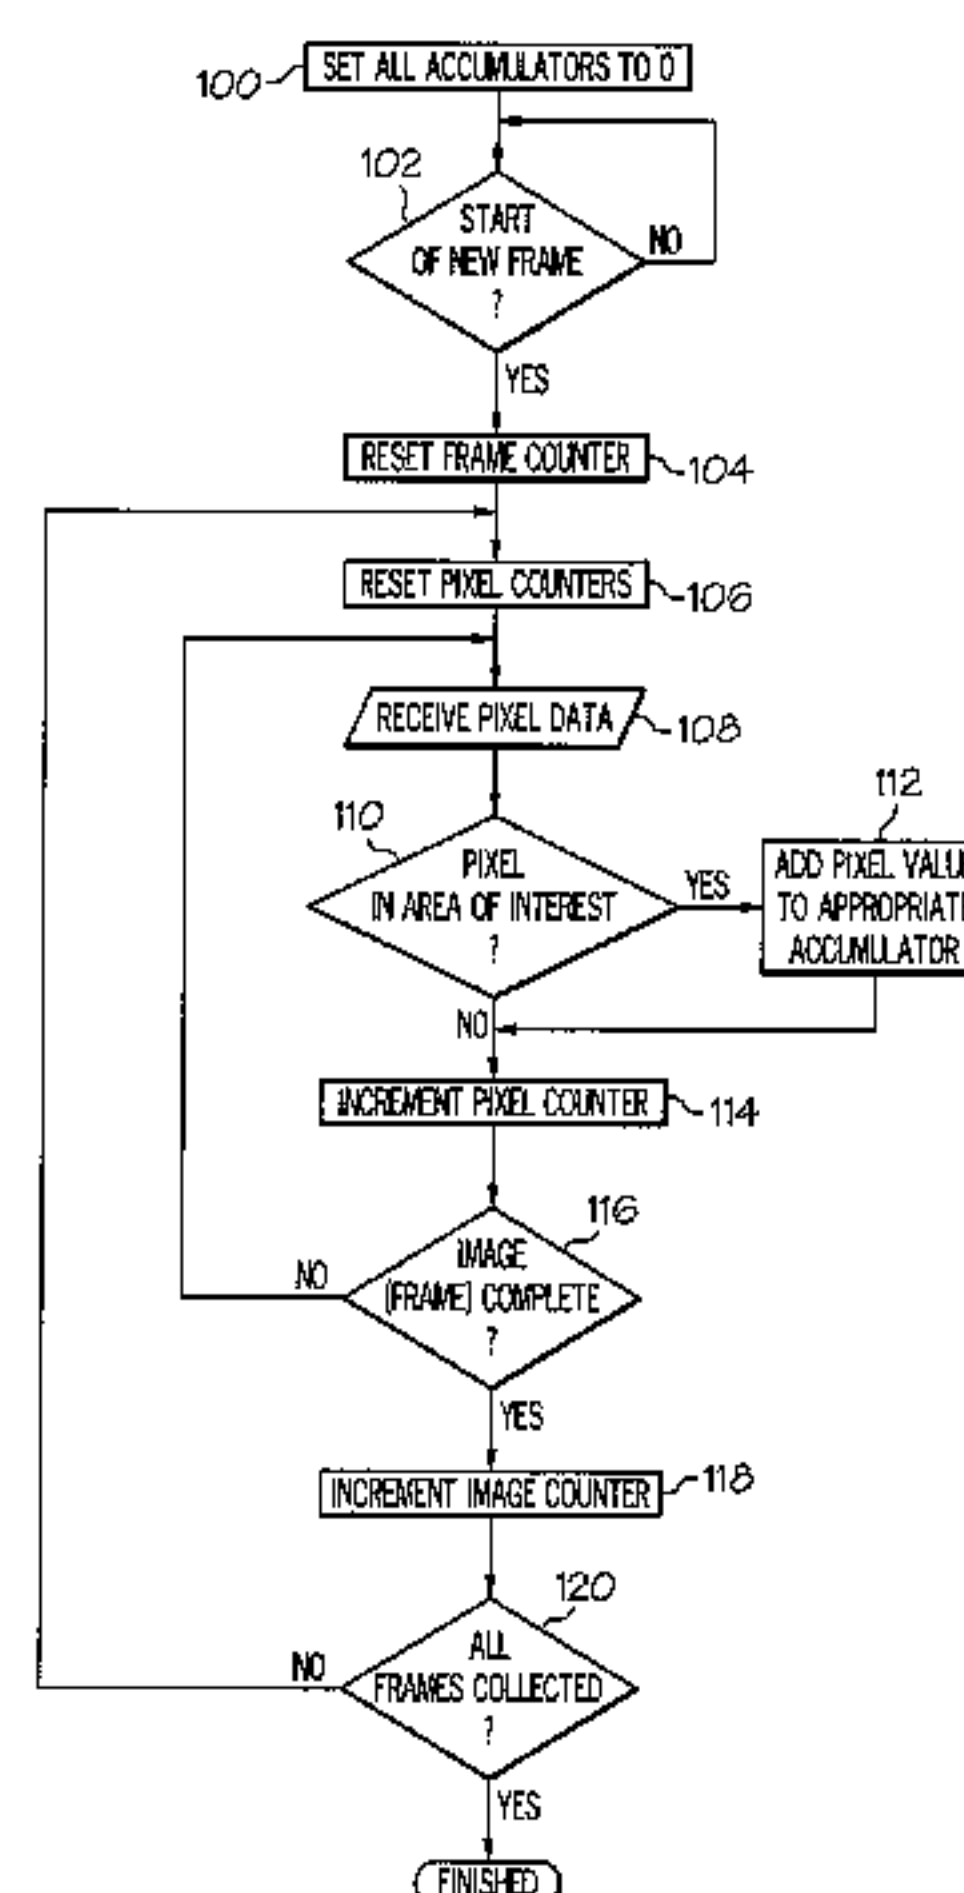 SET ALL ACCUMULATORS TO 0
100
102
START
OF NEW FRAME
?
NO
YES
RESET FRAME COUNTER
104
RESET PIXEL COUNTERS
106
RECEIVE PIXEL DATA
108
110
PIXEL
IN AREA OF INTEREST
?
YES
112
ADD PIXEL VALU
TO APPROPRIAT
ACCUMULATOR
NO
INCREMENT PIXEL COUNTER
114
116
IMAGE
(FRAME) COMPLETE
?
NO
YES
INCREMENT IMAGE COUNTER
118
120
ALL
FRAMES COLLECTED
?
NO
YES
FINISHED